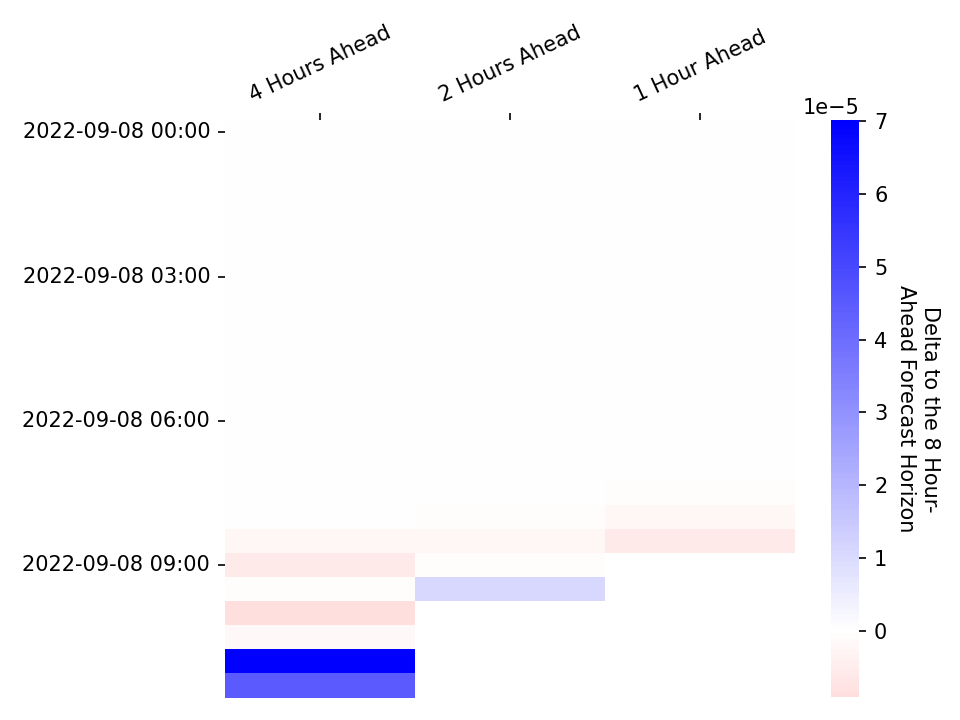 4 Hours Ahead
2 Hours Ahead
1 Hour Ahead
2022-09-08 00:00
2022-09-08 03:00
2022-09-08 06:00
2022-09-08 09:00
1e−5
7
6
5
4
3
2
1
0
Delta to the 8 Hour-
Ahead Forecast Horizon